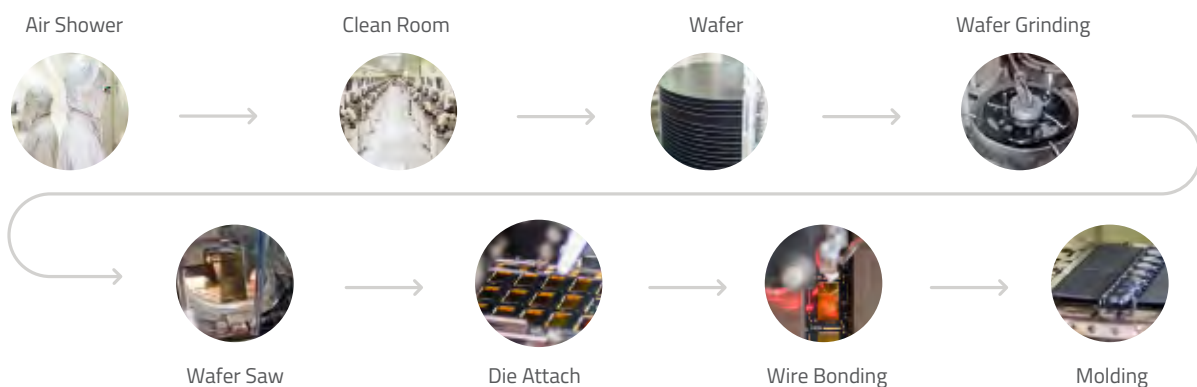 Air Shower
Clean Room
Wafer
Wafer Grinding
Wafer Saw
Die Attach
Wire Bonding
Molding